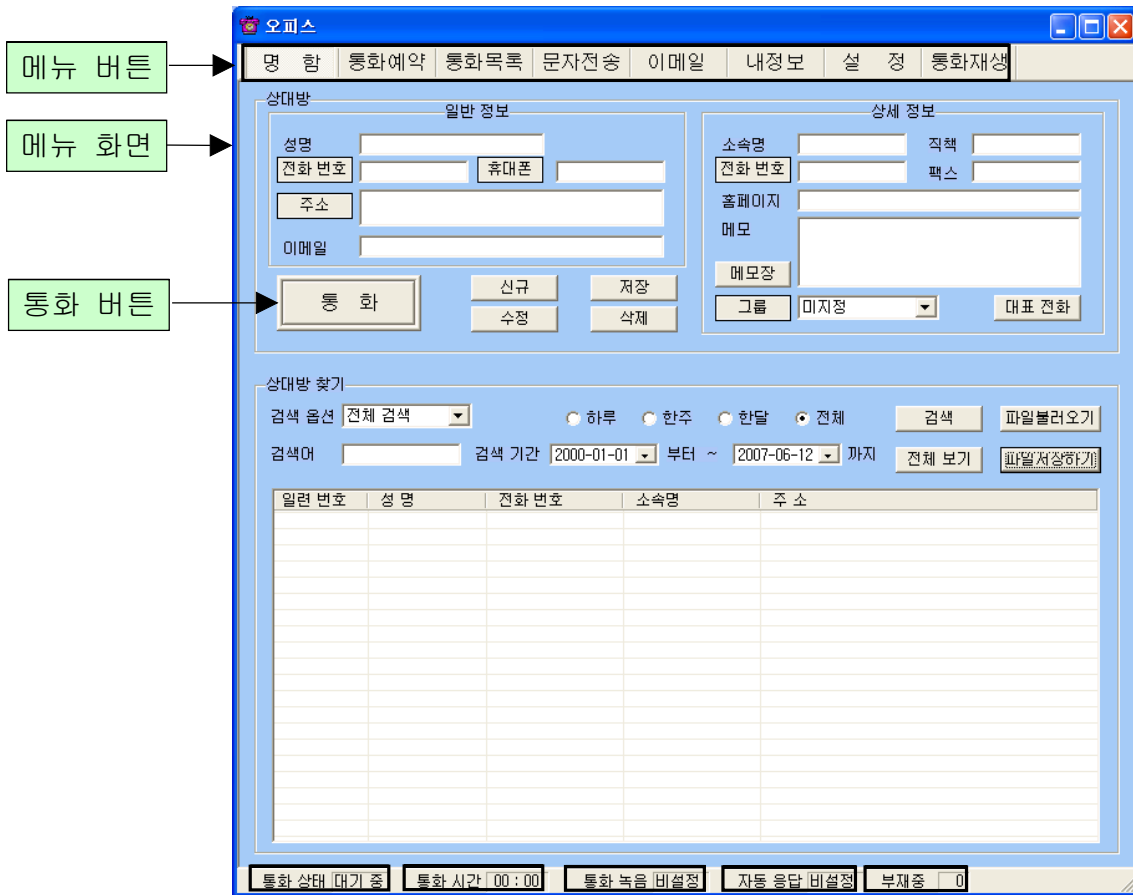 오피스
메뉴 버튼
명 함 통화예약 통화목록 문자전송 이메일 내정보 설 정 통화재생
메뉴 화면
상대방
일반 정보
성명
전화 번호 휴대폰
주소
이메일
상세 정보
소속명 직책
전화 번호 팩스
홈페이지
메모
메모장
그룹 미지정 대표 전화
통화 버튼
통 화
신규 저장
수정 삭제
상대방 찾기
검색 옵션 전체 검색 하루 한주 한달 전체 검색 파일불러오기
검색어 검색 기간 2000-01-01 부터 ~ 2007-06-12 까지 전체 보기 파일저장하기
일련 번호 성 명 전화 번호 소속명 주 소
통화 상태 대기 중 통화 시간 00 : 00 통화 녹음 비설정 자동 응답 비설정 부재중 0